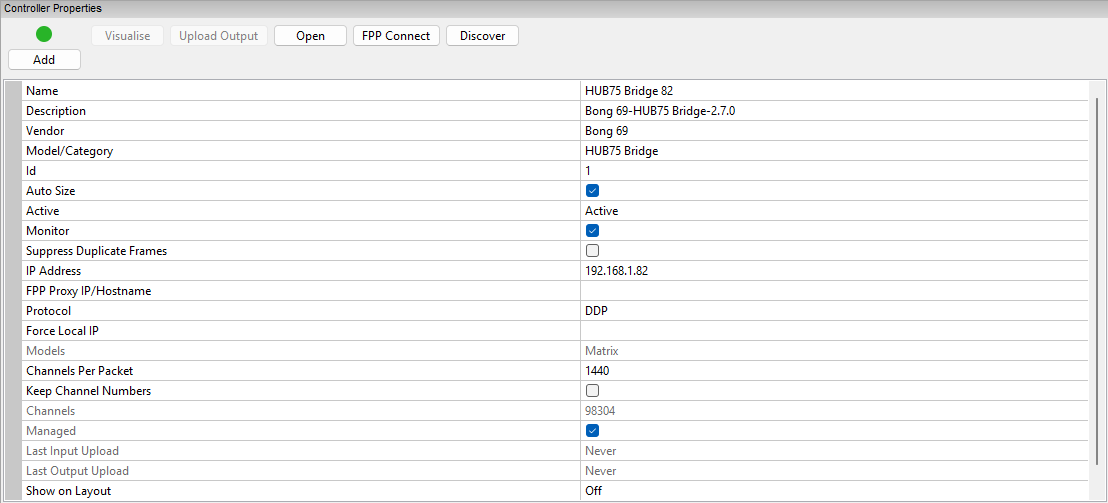 Controller Properties
Visualise Upload Output Open FPP Connect Discover
Add
Name HUB75 Bridge 82
Description Bong 69-HUB75 Bridge-2.7.0
Vendor Bong 69
Model/Category HUB75 Bridge
Id 1
Auto Size
Active Active
Monitor
Suppress Duplicate Frames
IP Address 192.168.1.82
FPP Proxy IP/Hostname
Protocol DDP
Force Local IP
Models Matrix
Channels Per Packet 1440
Keep Channel Numbers
Channels 98304
Managed
Last Input Upload Never
Last Output Upload Never
Show on Layout Off